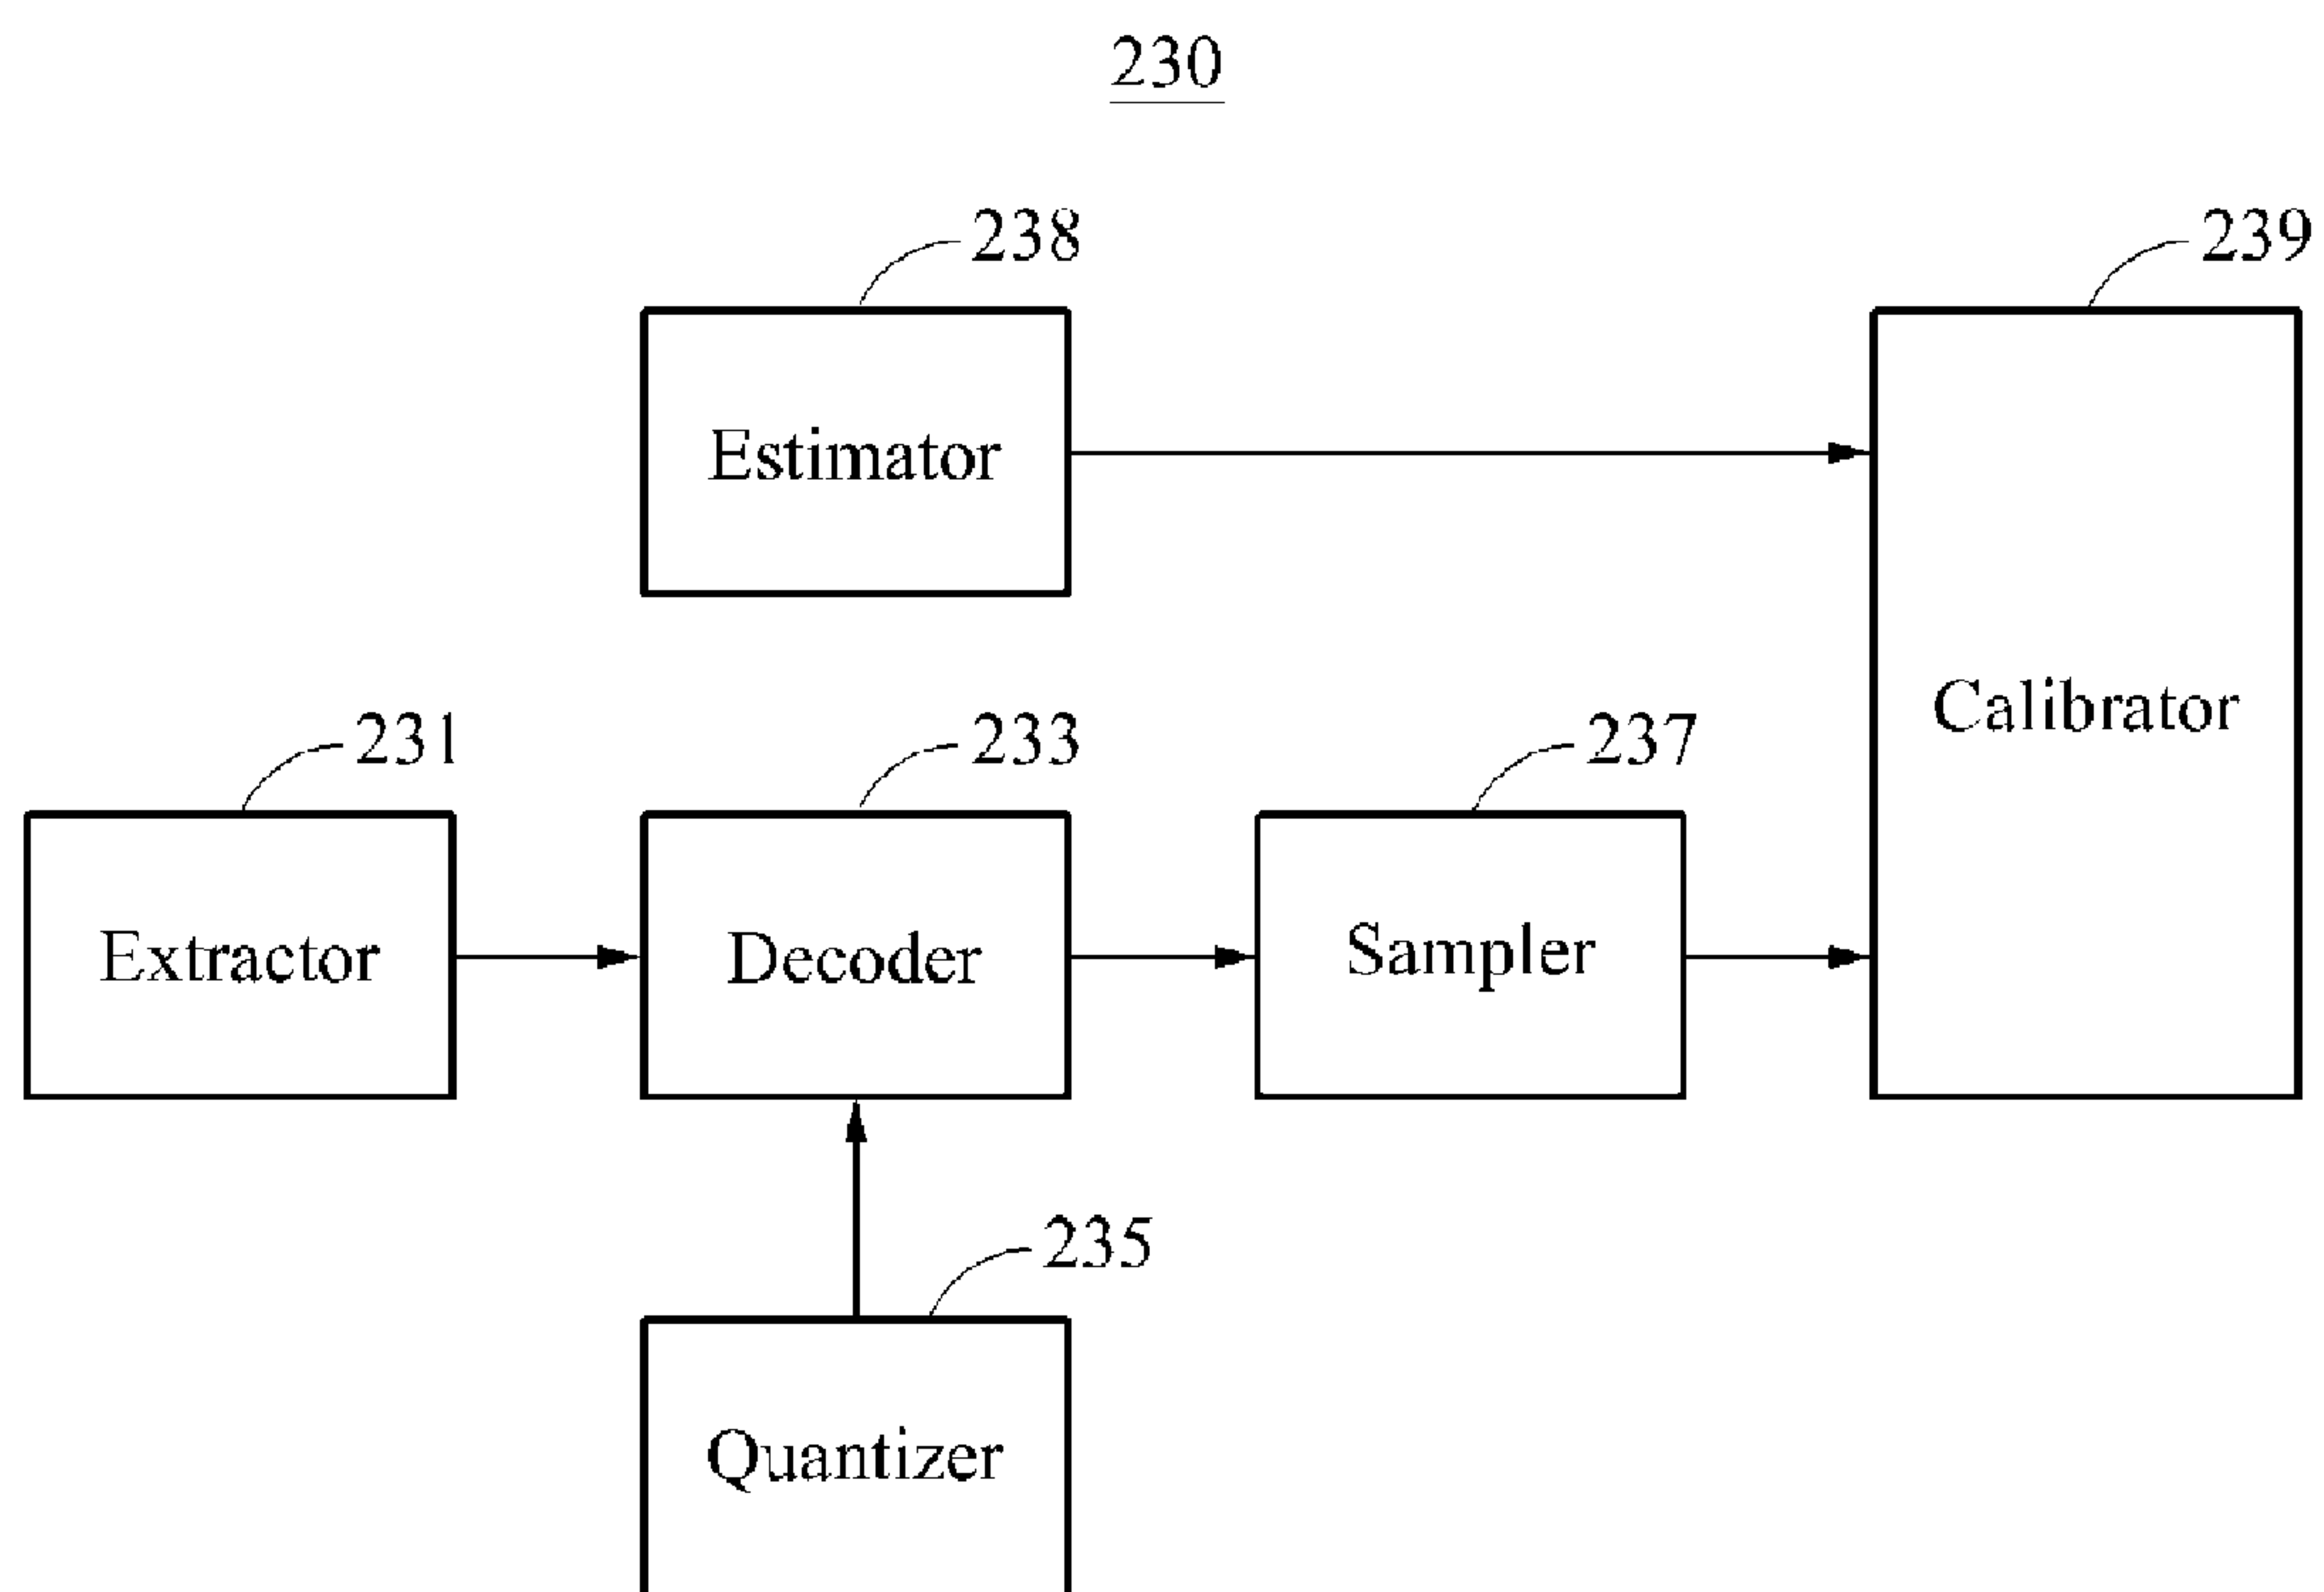 230
238
239
Estimator
Calibrator
231
233
237
Extractor
Decoder
Sampler
235
Quantizer